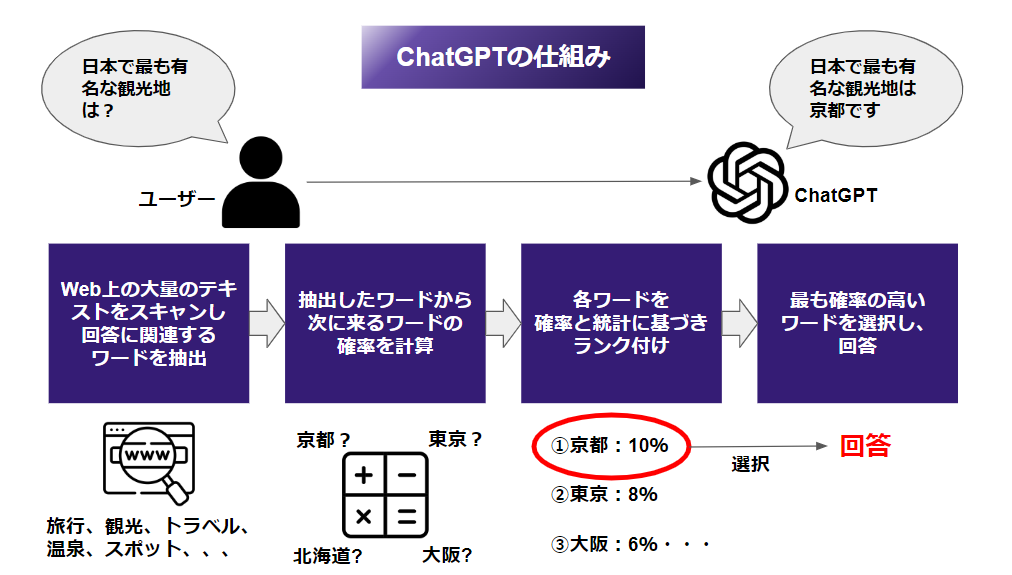 ChatGPTの仕組み
日本で最も有
名な観光地
は？
日本で最も有
名な観光地は
京都です
ユーザー
ChatGPT
Web上の大量のテキ
ストをスキャンし
回答に関連する
ワードを抽出
抽出したワードから
次に来るワードの
確率を計算
各ワードを
確率と統計に基づき
ランク付け
最も確率の高い
ワードを選択し、
回答
WWW
旅行、観光、トラベル、
温泉、スポット、、、
京都？
東京？
北海道?
大阪?
①京都：10%
②東京：8%
③大阪：6%・・・
選択
回答